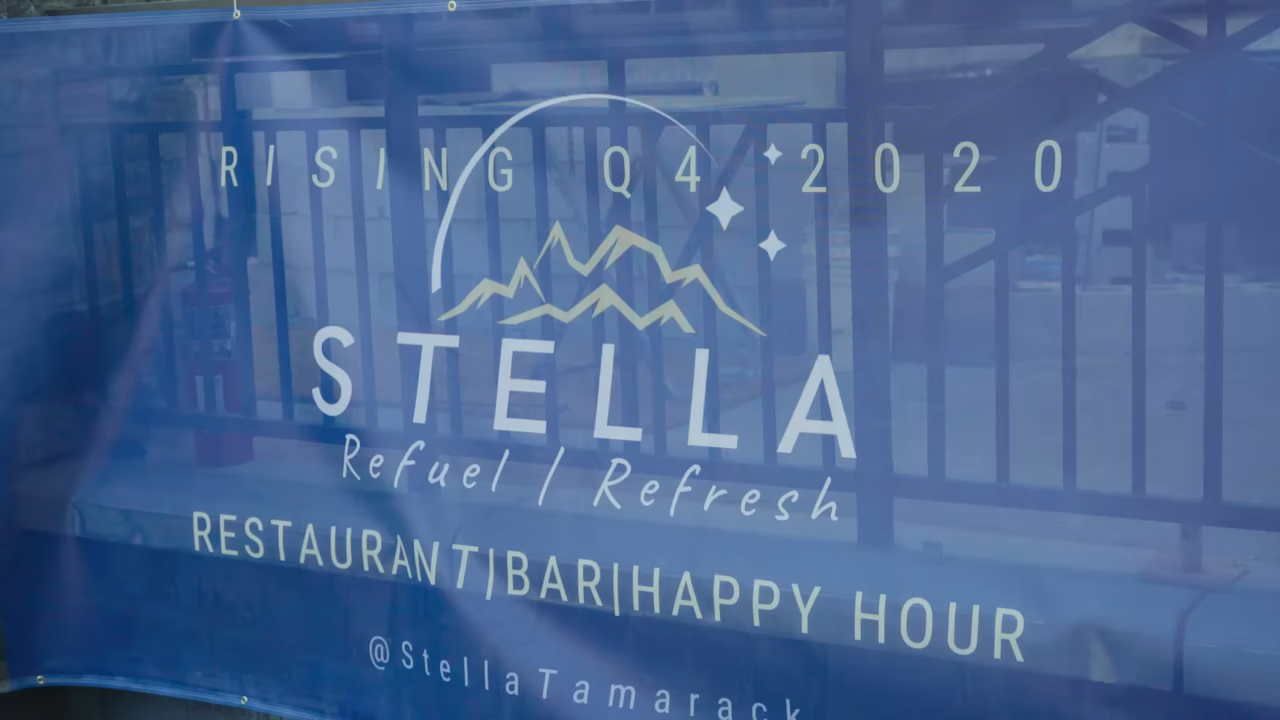 RISING Q4 2020
STELLA
Refuel / Refresh
RESTAURANT|BAR|HAPPY HOUR
@StellaTamarack